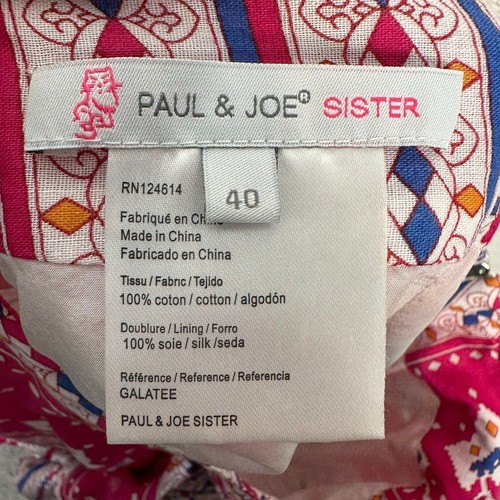 PAUL & JOE® SISTER
40
RN124614
Fabriqué en
Made in China
Fabricado en China
Tissu / Fabric / Tejido
100% coton / cotton / algodón
Doublure / Lining / Forro
100% soie / silk /seda
Référence / Reference / Referencia
GALATEE
PAUL & JOE SISTER